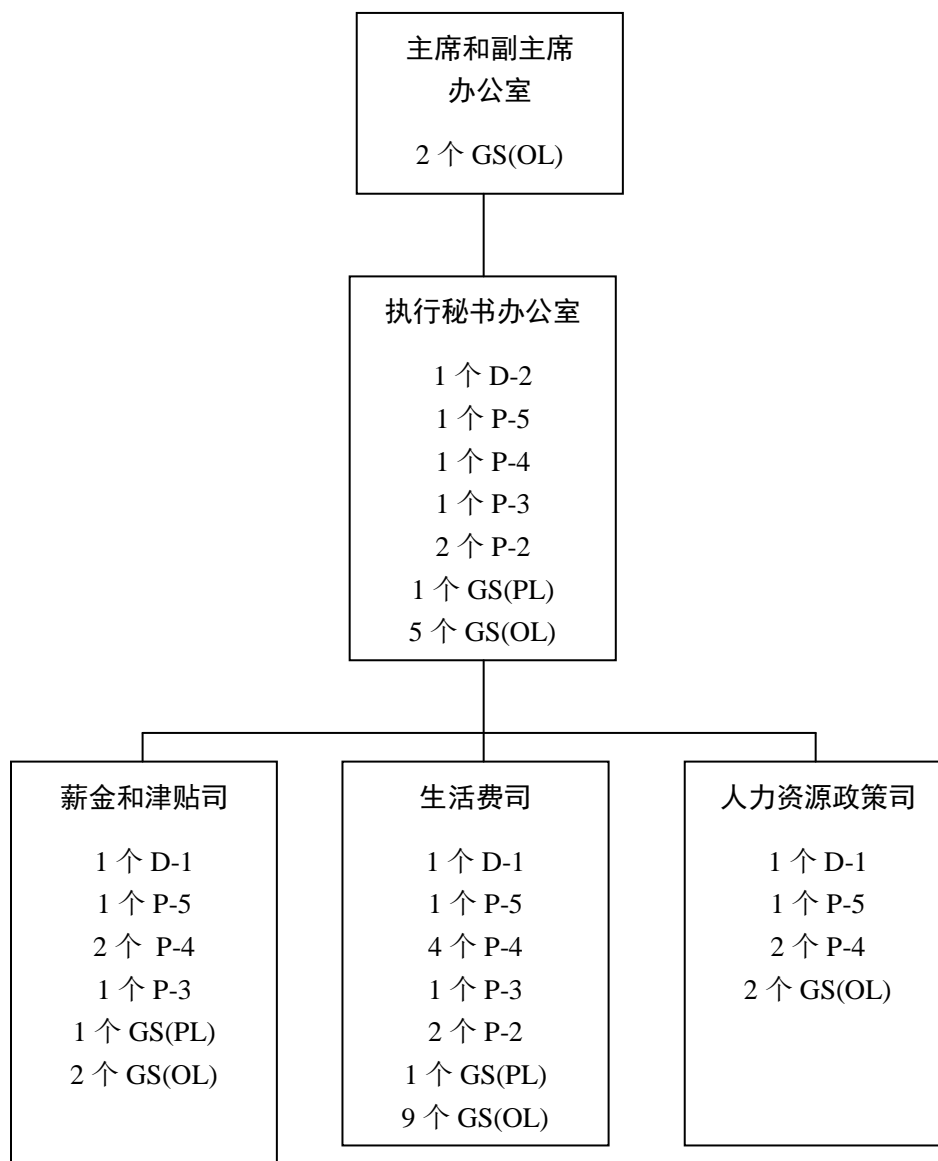 主席和副主席
办公室
2 个 GS(OL)
执行秘书办公室
1 个 D-2
1 个 P-5
1 个 P-4
1 个 P-3
2 个 P-2
1 个 GS(PL)
5 个 GS(OL)
薪金和津贴司
1 个 D-1
1 个 P-5
2 个 P-4
1 个 P-3
1 个 GS(PL)
2 个 GS(OL)
生活费司
1 个 D-1
1 个 P-5
4 个 P-4
1 个 P-3
2 个 P-2
1 个 GS(PL)
9 个 GS(OL)
人力资源政策司
1 个 D-1
1 个 P-5
2 个 P-4
2 个 GS(OL)